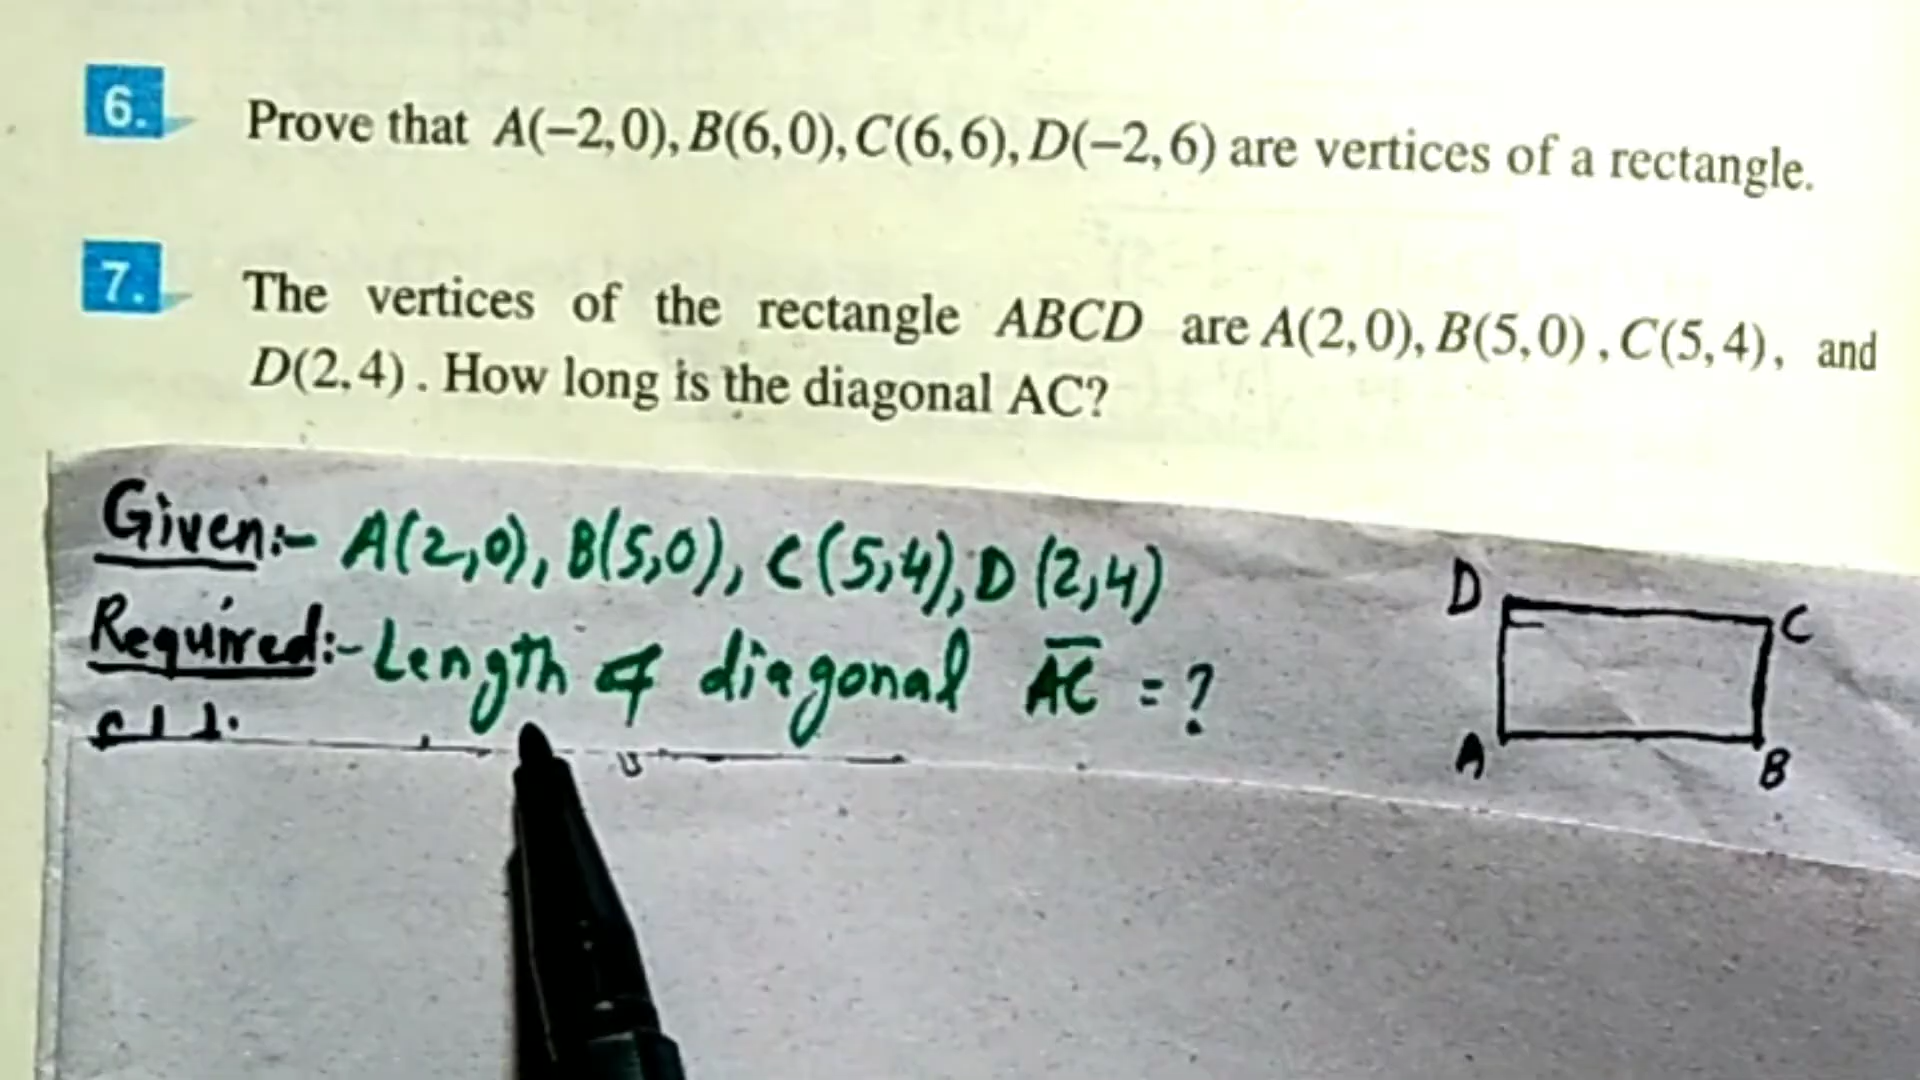 6. Prove that A(−2,0), B(6,0), C(6,6), D(−2,6) are vertices of a rectangle.
7. The vertices of the rectangle ABCD are A(2,0), B(5,0), C(5,4), and
D(2,4). How long is the diagonal AC?
Given:- A(2,0), B(5,0), C(5,4), D(2,4)
Required:- Length of diagonal A̅C̅ = ?
D C
A B